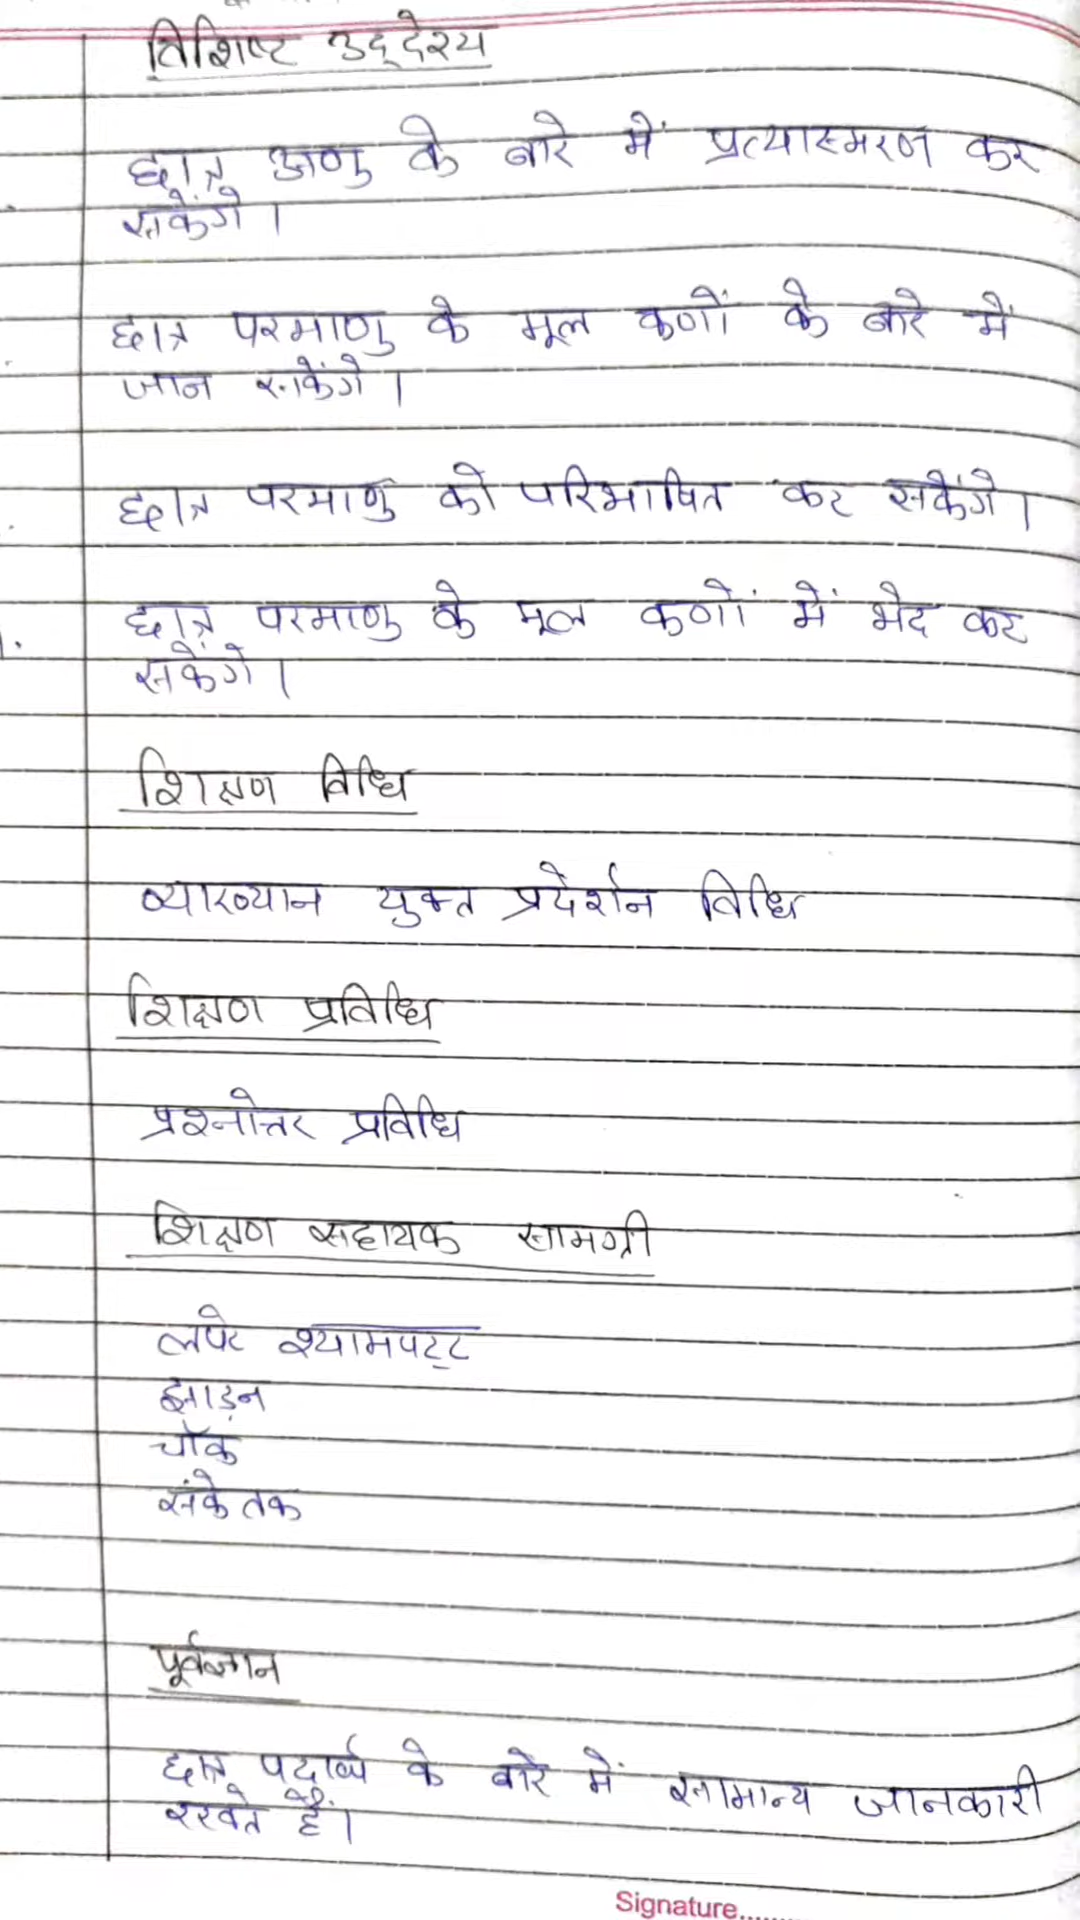 विशिष्ट उद्देश्य
छात्र अणु के बारे में प्रत्यास्मरण कर
सकेंगे।
छात्र परमाणु के मूल कणों के बारे में
जान सकेंगे।
छात्र परमाणु को परिभाषित कर सकेंगे।
छात्र परमाणु के मूल कणों में भेद कर
सकेंगे।
शिक्षण विधि
व्याख्यान युक्त प्रदेर्शन विधि
शिक्षण प्रविधि
प्रश्नोत्तर प्रविधि
शिक्षण सहायक सामग्री
लपेट श्यामपट्ट
झाड़न
चॉक
संकेतक
पूर्वज्ञान
छात्र पदार्थ के बारे में सामान्य जानकारी
रखते हैं।
Signature........